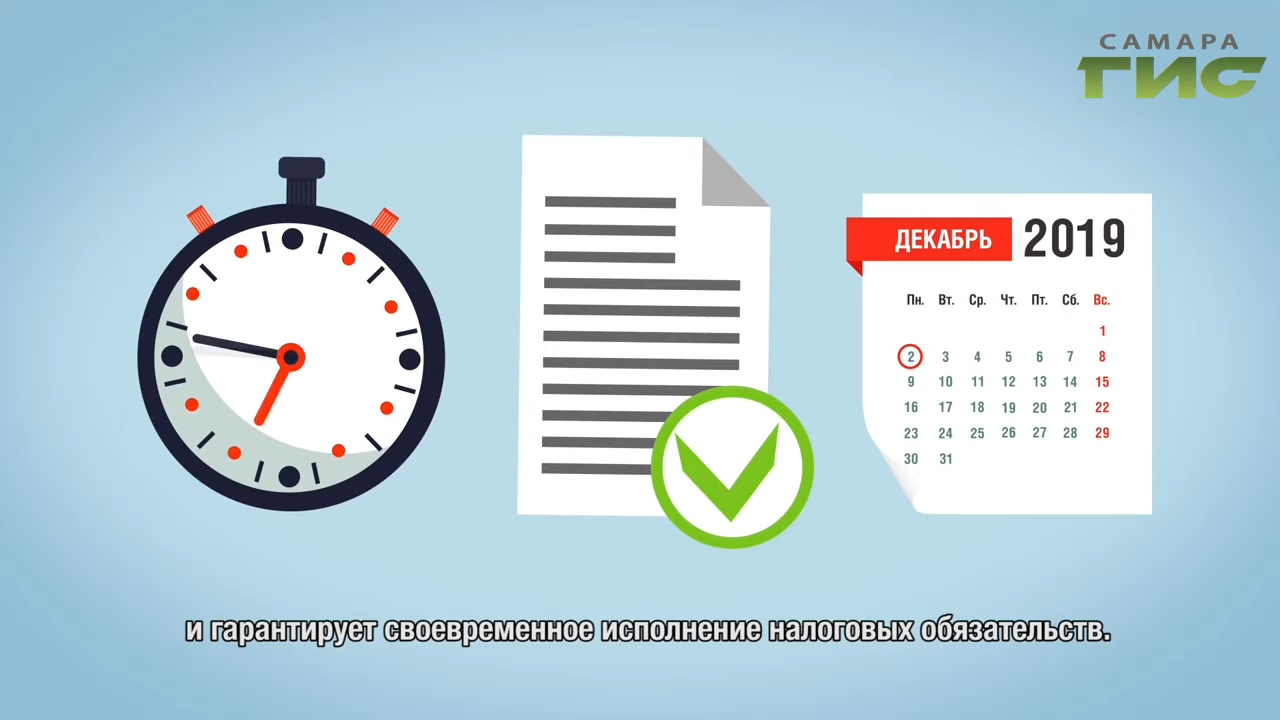 САМАРА
ГИС
ДЕКАБРЬ 2019
Пн. Вт. Ср. Чт. Пт. Сб. Вс.
1
2 3 4 5 6 7 8
9 10 11 12 13 14 15
16 17 18 19 20 21 22
23 24 25 26 27 28 29
30 31
и гарантирует своевременное исполнение налоговых обязательств.